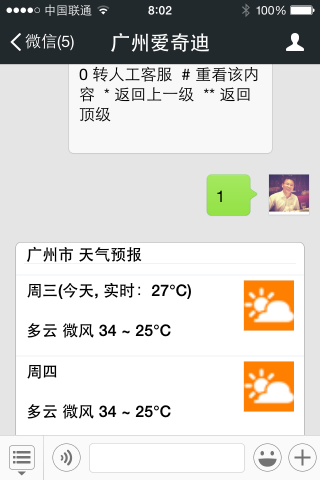 中国联通 8:02 100%
微信(5) 广州爱奇迪
0 转人工客服 # 重看该内
容 * 返回上一级 ** 返回
顶级
1
广州市 天气预报
周三(今天, 实时：27°C)
多云 微风 34 ~ 25°C
周四
多云 微风 34 ~ 25°C